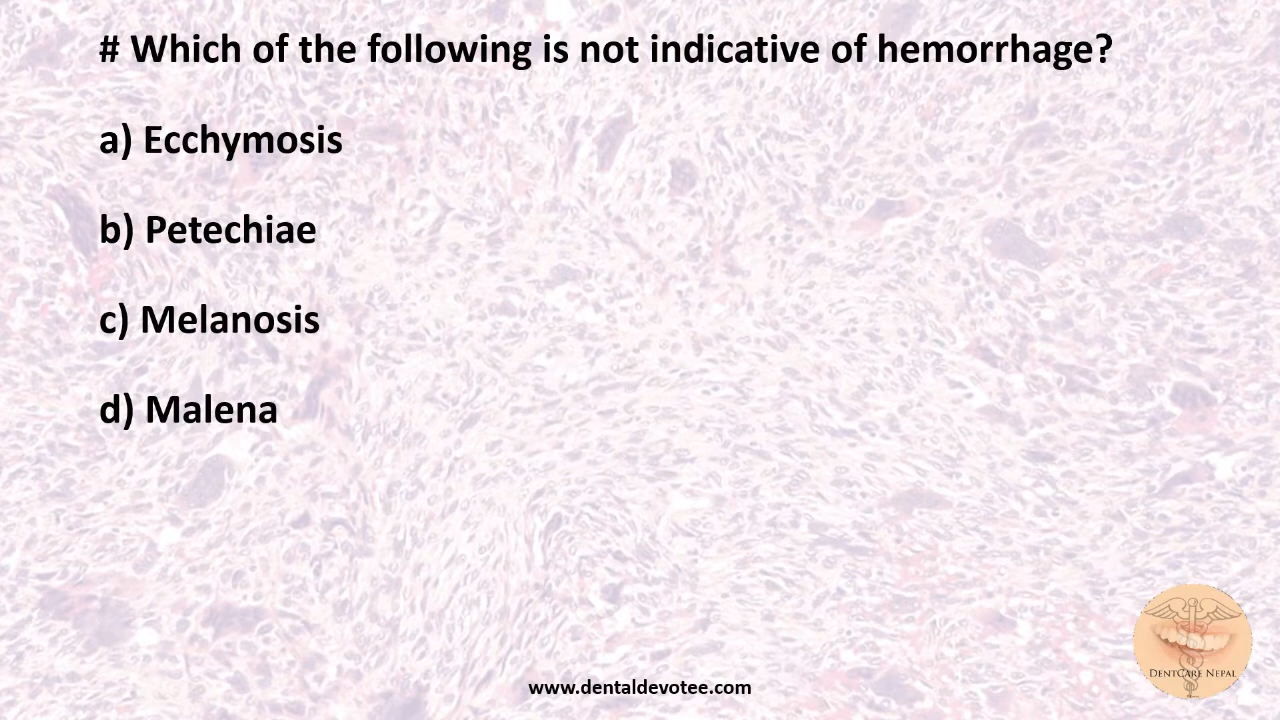 # Which of the following is not indicative of hemorrhage?
a) Ecchymosis
b) Petechiae
c) Melanosis
d) Malena
DENTCARE NEPAL
www.dentaldevotee.com